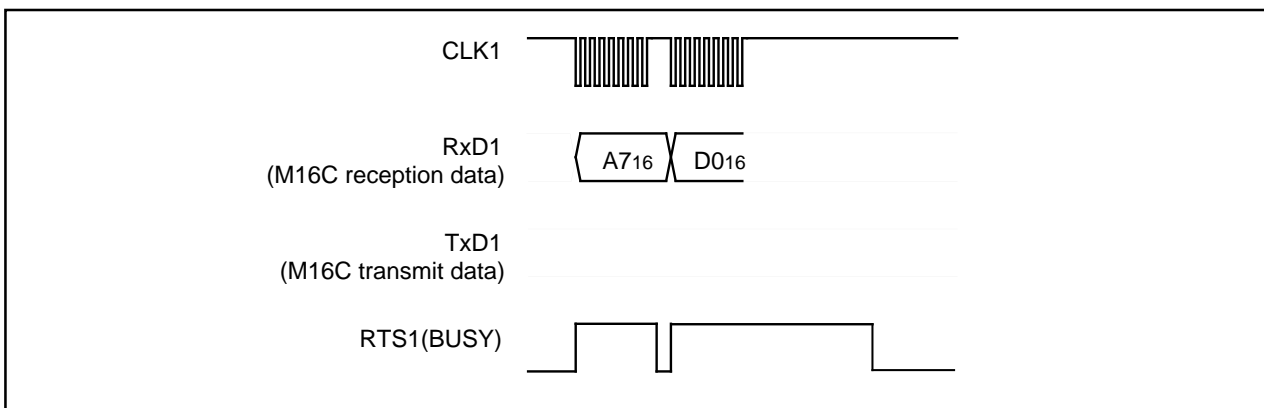 CLK1
RxD1
(M16C reception data)
A716
D016
TxD1
(M16C transmit data)
RTS1(BUSY)